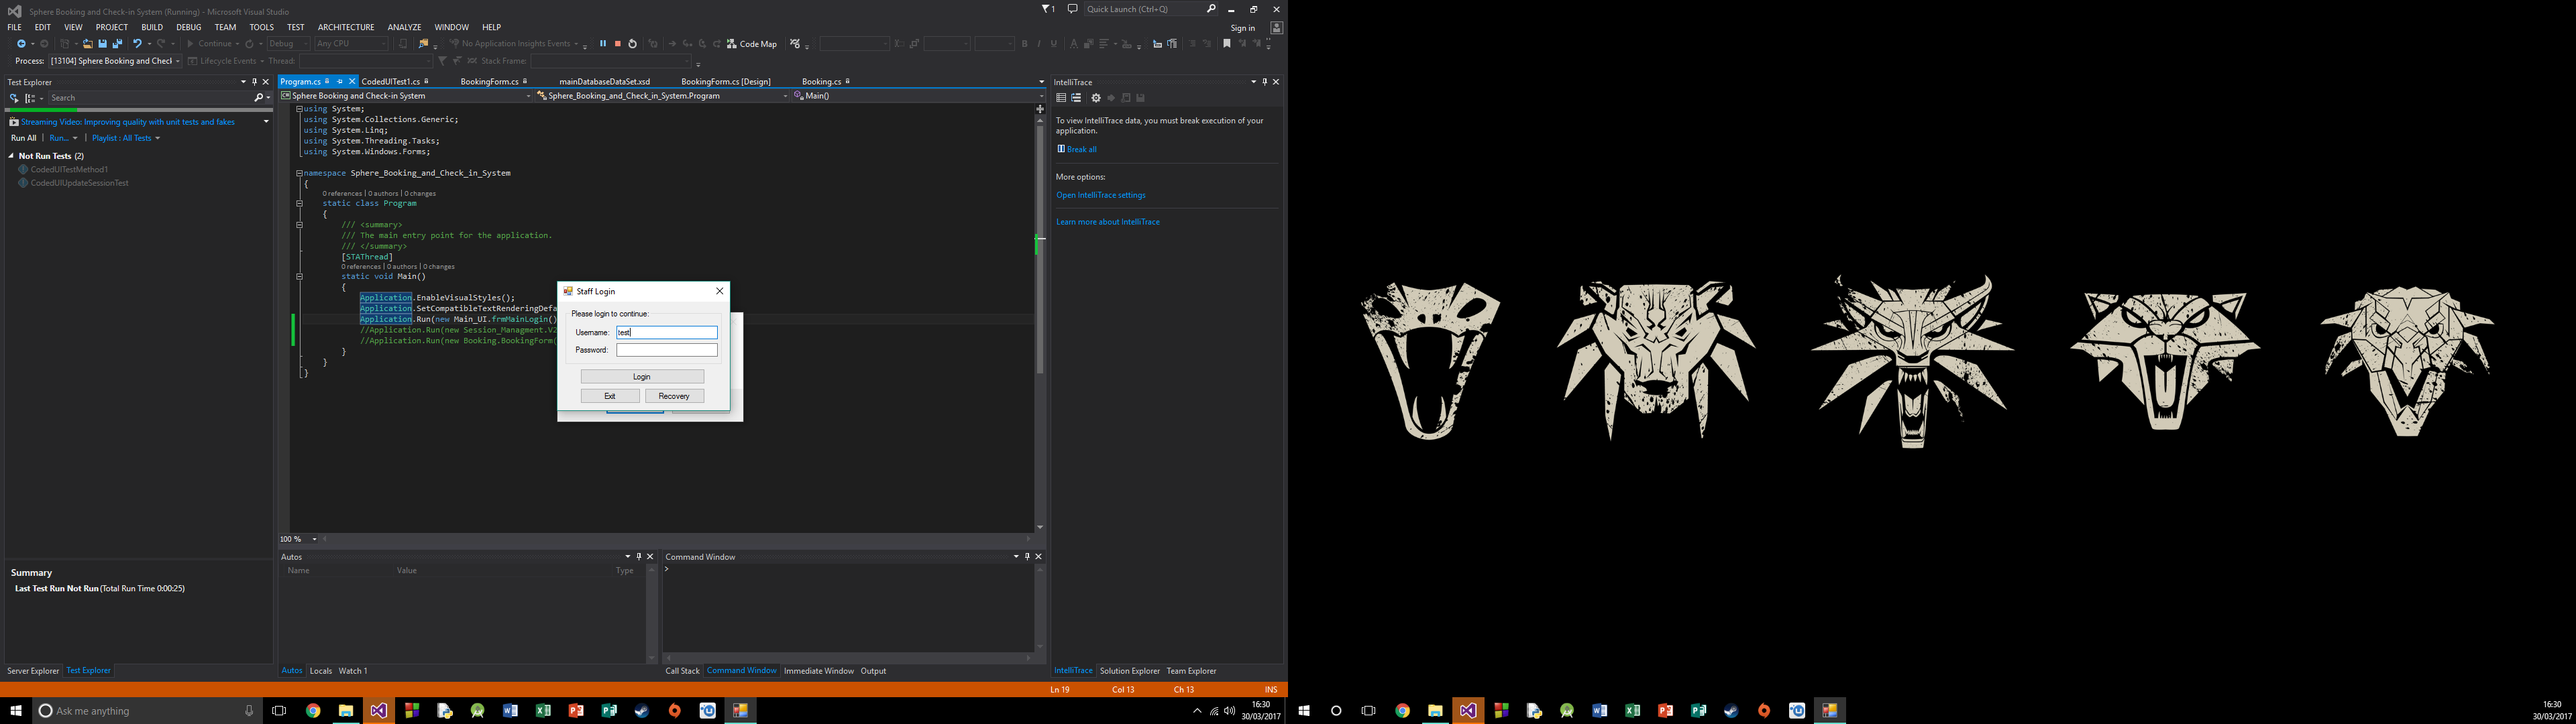 Sphere Booking and Check-in System (Running) - Microsoft Visual Studio
1
Quick Launch (Ctrl+Q)
FILE EDIT VIEW PROJECT BUILD DEBUG TEAM TOOLS TEST ARCHITECTURE ANALYZE WINDOW HELP
Sign in
Continue Debug Any CPU No Application Insights Events Code Map
Process: [13104] Sphere Booking and Check Lifecycle Events Thread: Stack Frame:
Test Explorer
Search
Streaming Video: Improving quality with unit tests and fakes
Run All | Run... | Playlist : All Tests
Not Run Tests (2)
CodedUITestMethod1
CodedUIUpdateSessionTest
Summary
Last Test Run Not Run (Total Run Time 0:00:25)
Server Explorer Test Explorer
Program.cs CodedUITest1.cs BookingForm.cs mainDatabaseDataSet.xsd BookingForm.cs [Design] Booking.cs
Sphere Booking and Check-in System Sphere_Booking_and_Check_in_System.Program Main()
using System;
using System.Collections.Generic;
using System.Linq;
using System.Threading.Tasks;
using System.Windows.Forms;
namespace Sphere_Booking_and_Check_in_System
{
0 references | 0 authors | 0 changes
static class Program
{
/// <summary>
/// The main entry point for the application.
/// </summary>
[STAThread]
0 references | 0 authors | 0 changes
static void Main()
{
Application.EnableVisualStyles();
Application.SetCompatibleTextRenderingDefa
Application.Run(new Main_UI.frmMainLogin()
//Application.Run(new Session_Managment.V2
//Application.Run(new Booking.BookingForm(
}
}
}
Staff Login
Please login to continue:
Username: test
Password:
Login
Exit Recovery
100 %
Autos
Name Value Type
Autos Locals Watch 1
Command Window
>
Call Stack Command Window Immediate Window Output
IntelliTrace
To view IntelliTrace data, you must break execution of your
application.
Break all
More options:
Open IntelliTrace settings
Learn more about IntelliTrace
IntelliTrace Solution Explorer Team Explorer
Ln 19 Col 13 Ch 13 INS
Ask me anything
16:30
30/03/2017
16:30
30/03/2017